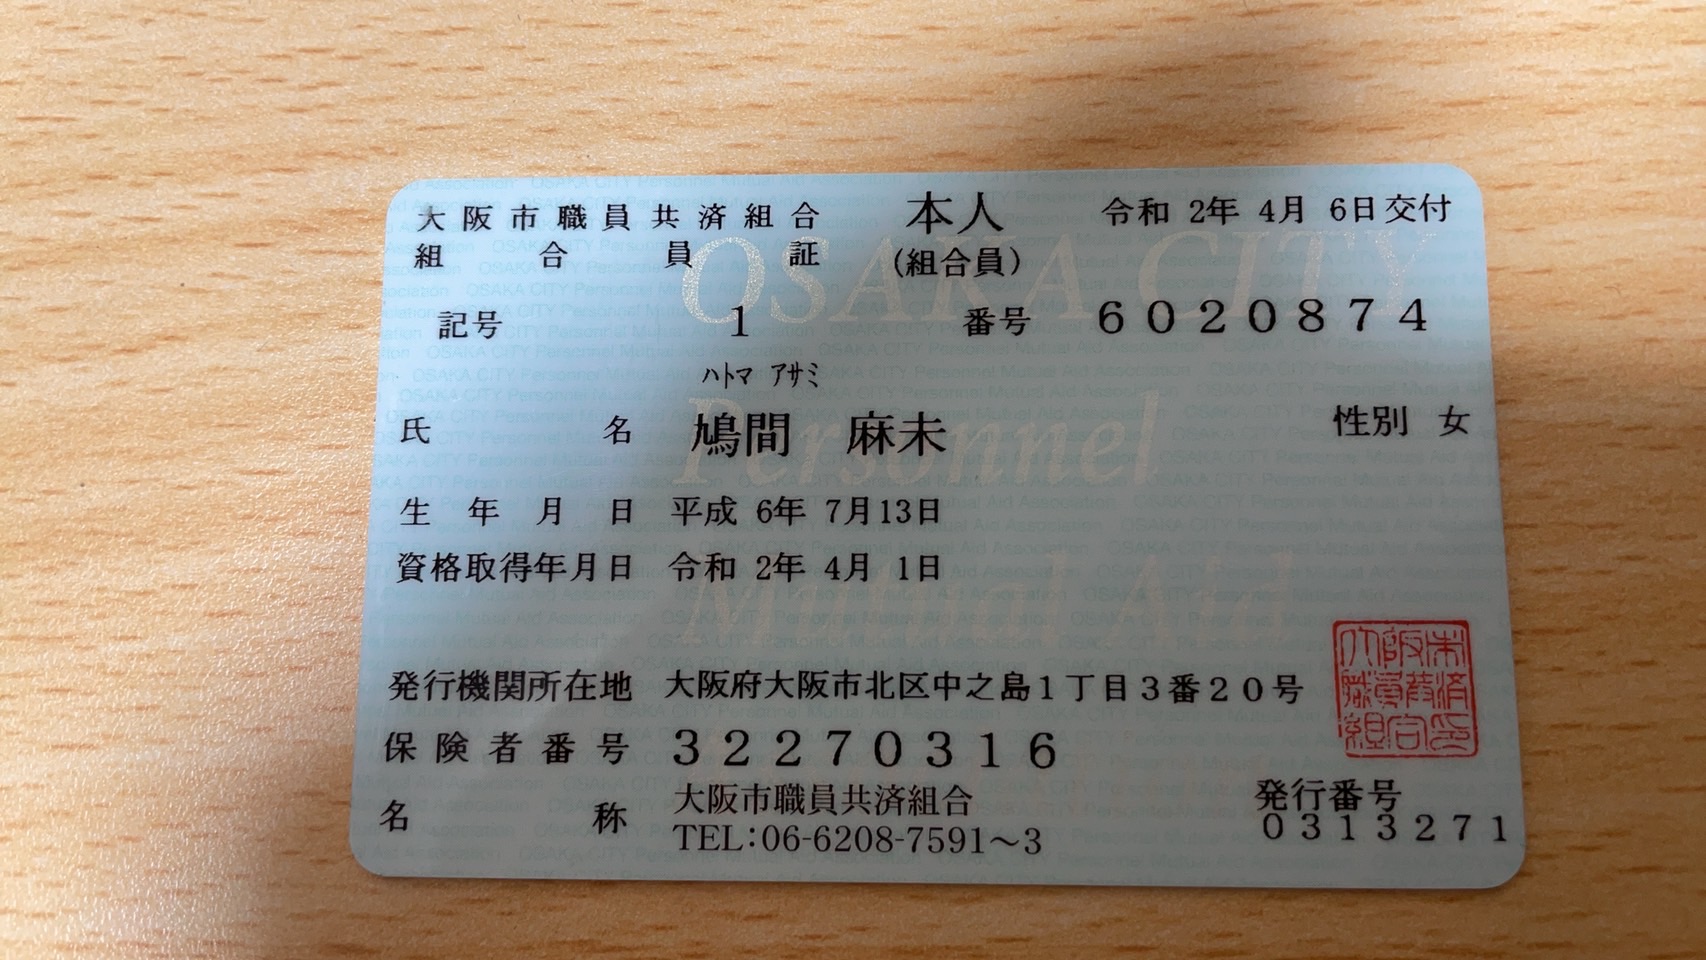 大阪市職員共済組合 本人 令和 2年 4月 6日交付
組合員証 (組合員)
記号 1 番号 6020874
ハトマ アサミ
氏名 鳩間 麻未 性別 女
生年月日 平成 6年 7月13日
資格取得年月日 令和 2年 4月 1日
発行機関所在地 大阪府大阪市北区中之島1丁目3番20号
保険者番号 32270316
名称 大阪市職員共済組合
TEL:06-6208-7591~3
発行番号
0313271
OSAKA CITY
Personnel
Mutual Aid